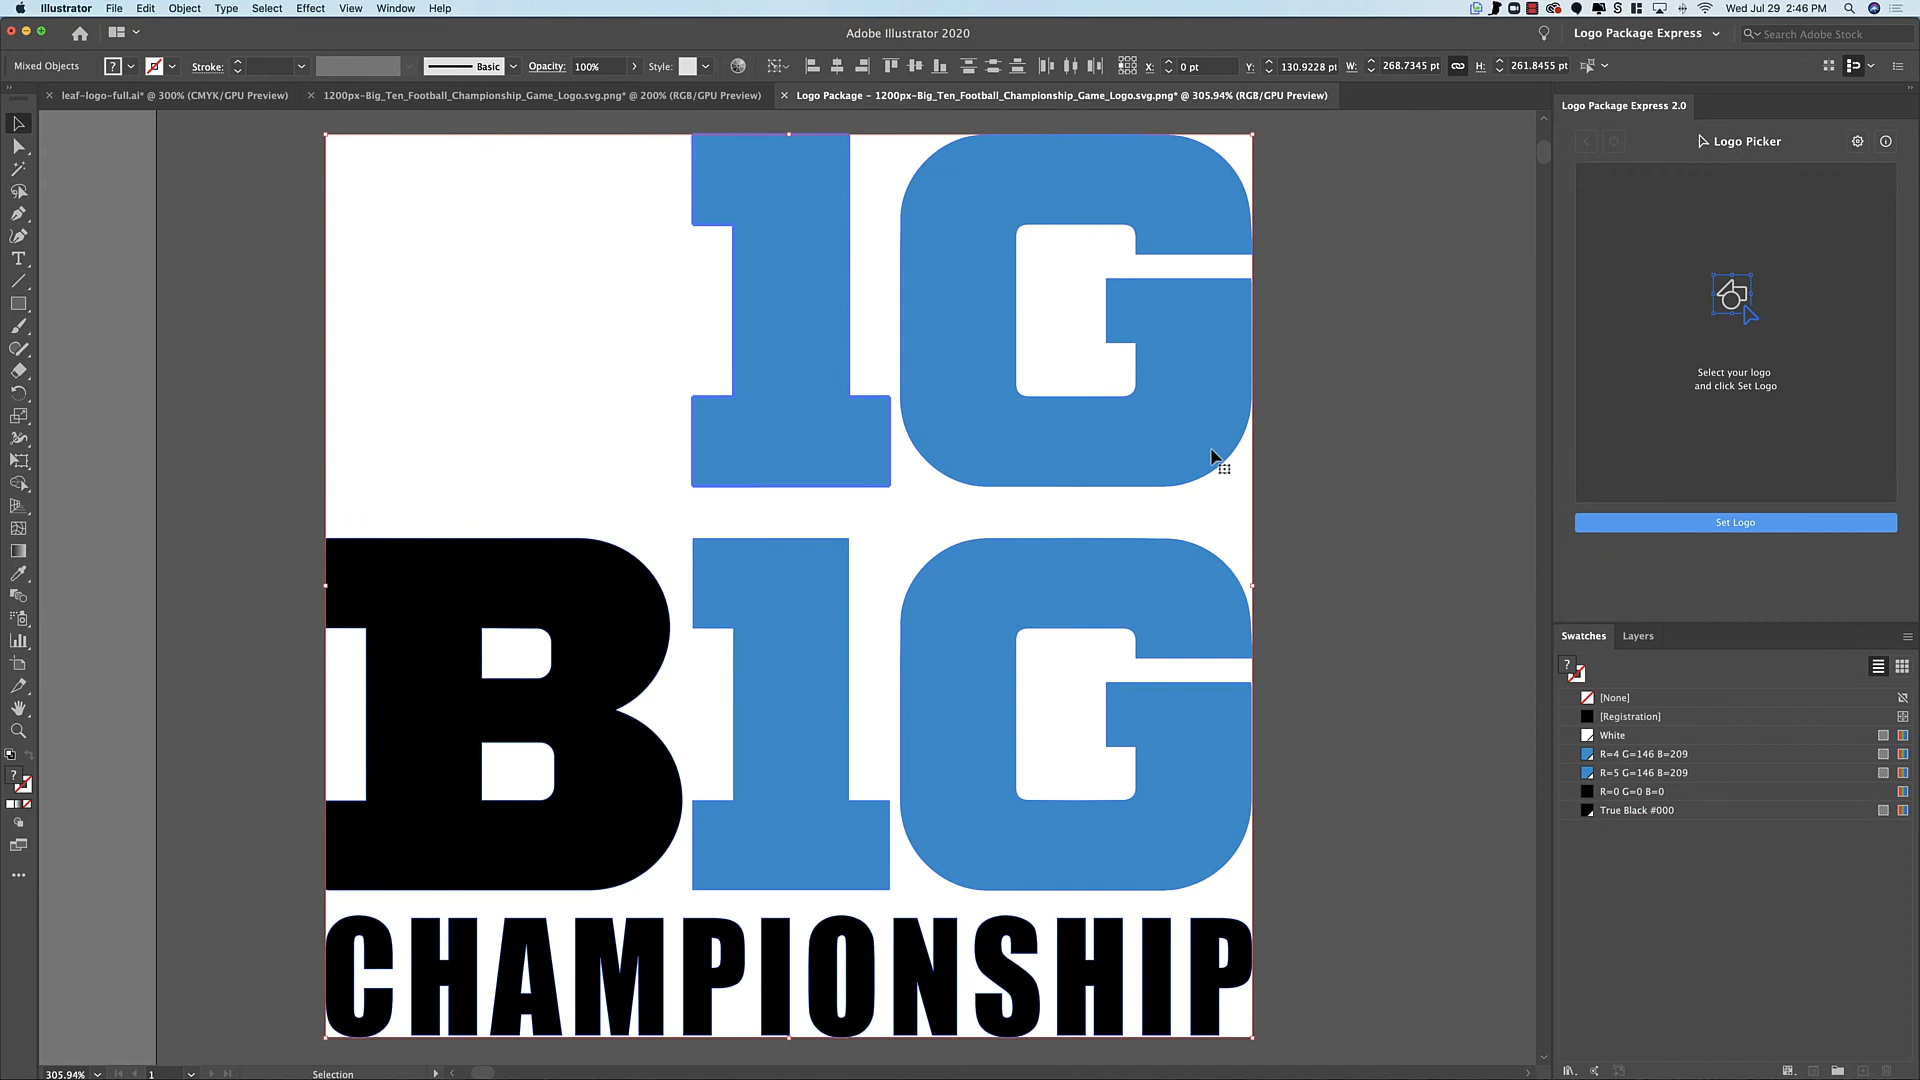 Illustrator File Edit Object Type Select Effect View Window Help
Wed Jul 29 2:46 PM
Adobe Illustrator 2020
Logo Package Express
Search Adobe Stock
Mixed Objects
?
Stroke:
Basic
Opacity: 100%
Style:
X: 0 pt
Y: 130.9228 pt
W: 268.7345 pt
H: 261.8455 pt
leaf-logo-full.ai* @ 300% (CMYK/GPU Preview)
1200px-Big_Ten_Football_Championship_Game_Logo.svg.png* @ 200% (RGB/GPU Preview)
Logo Package - 1200px-Big_Ten_Football_Championship_Game_Logo.svg.png* @ 305.94% (RGB/GPU Preview)
Logo Package Express 2.0
Logo Picker
Select your logo
and click Set Logo
Set Logo
1G
B1G
CHAMPIONSHIP
Swatches
Layers
?
[None]
[Registration]
White
R=4 G=146 B=209
R=5 G=146 B=209
R=0 G=0 B=0
True Black #000
?
305.94%
1
Selection